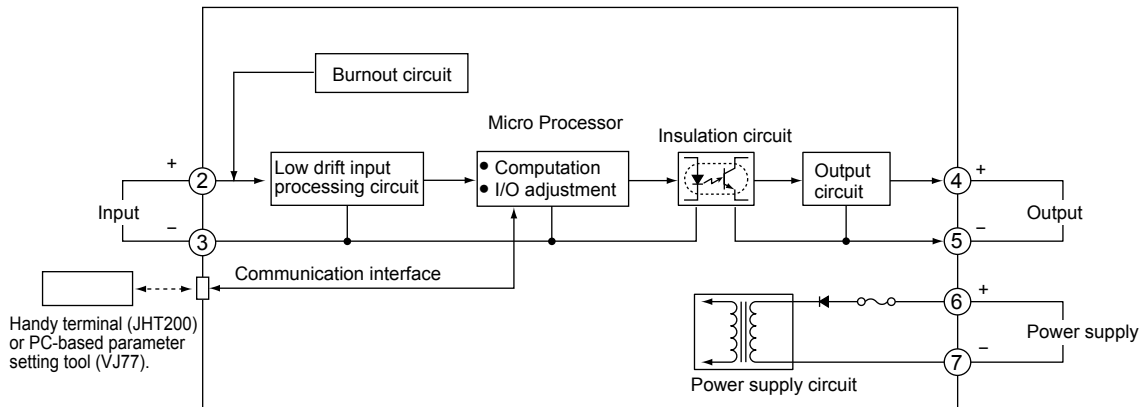 Burnout circuit
Micro Processor
Insulation circuit
Low drift input
processing circuit
● Computation
● I/O adjustment
Output
circuit
+
2
4
+
Input
Output
−
3
5
−
Communication interface
Handy terminal (JHT200)
or PC-based parameter
setting tool (VJ77).
6
+
Power supply
7
−
Power supply circuit